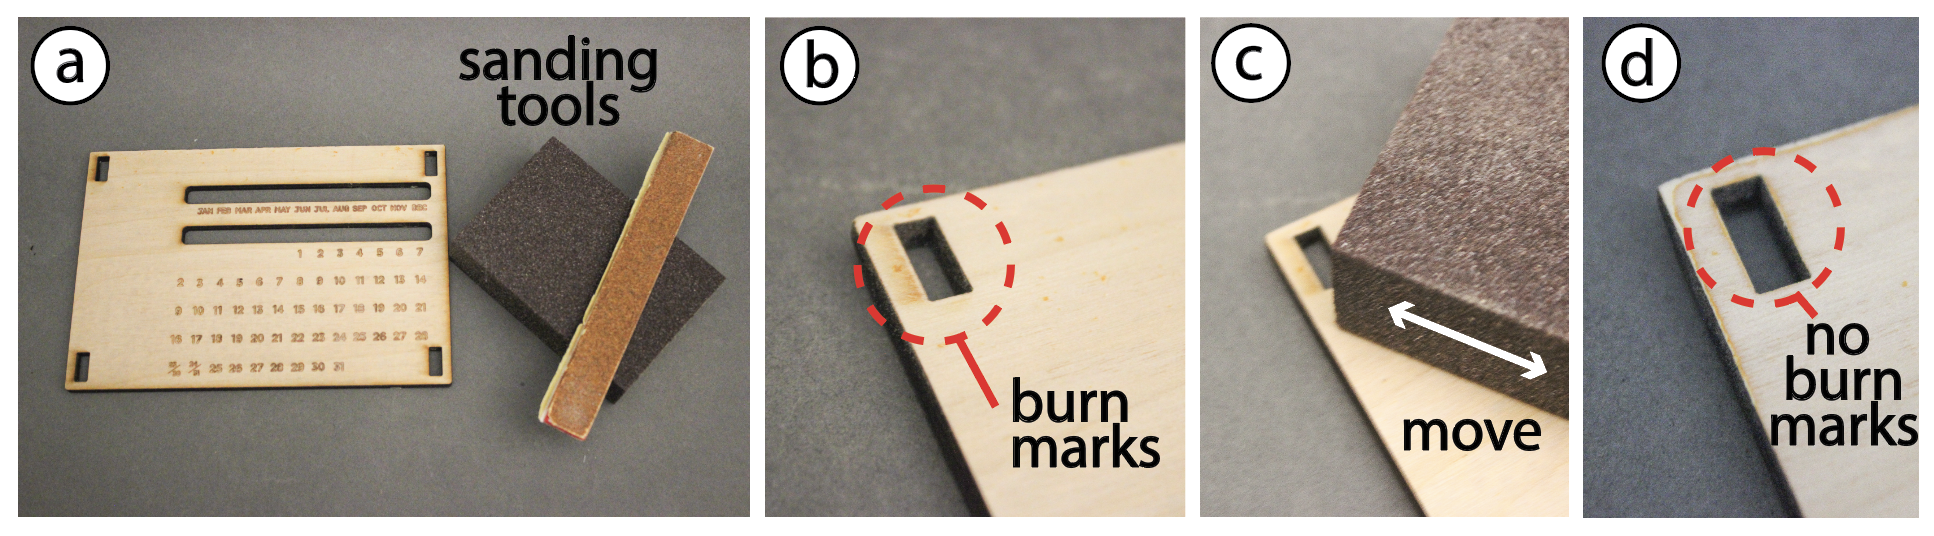 a
sanding
tools
JAN FEB MAR APR MAY JUN JUL AUG SEP OCT NOV DEC
1 2 3 4 5 6 7
2 3 4 5 6 7 8 9 10 11 12 13 14
9 10 11 12 13 14 15 16 17 18 19 20 21
16 17 18 19 20 21 22 23 24 25 26 27 28
23/30 24/31 25 26 27 28 29 30 31
b
burn
marks
c
move
d
no
burn
marks